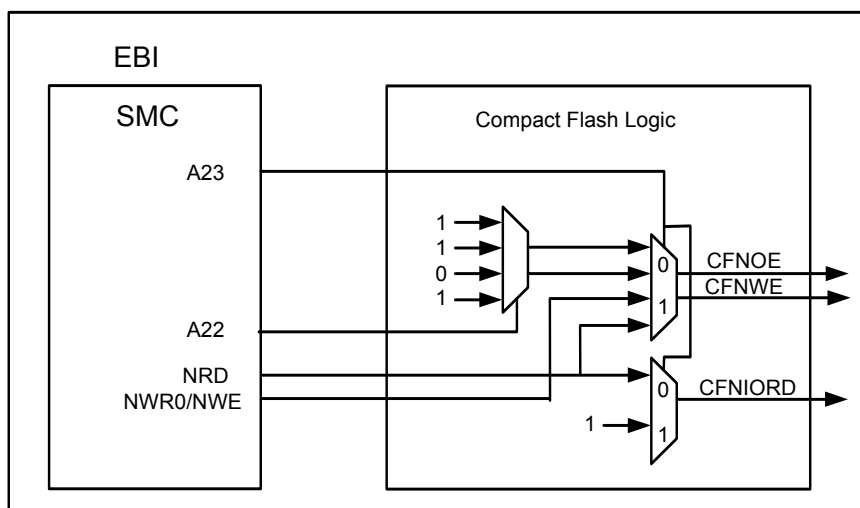 EBI
SMC
Compact Flash Logic
A23
1
1
0
1
0
CFNOE
CFNWE
1
A22
NRD
NWR0/NWE
0
CFNIORD
1
1